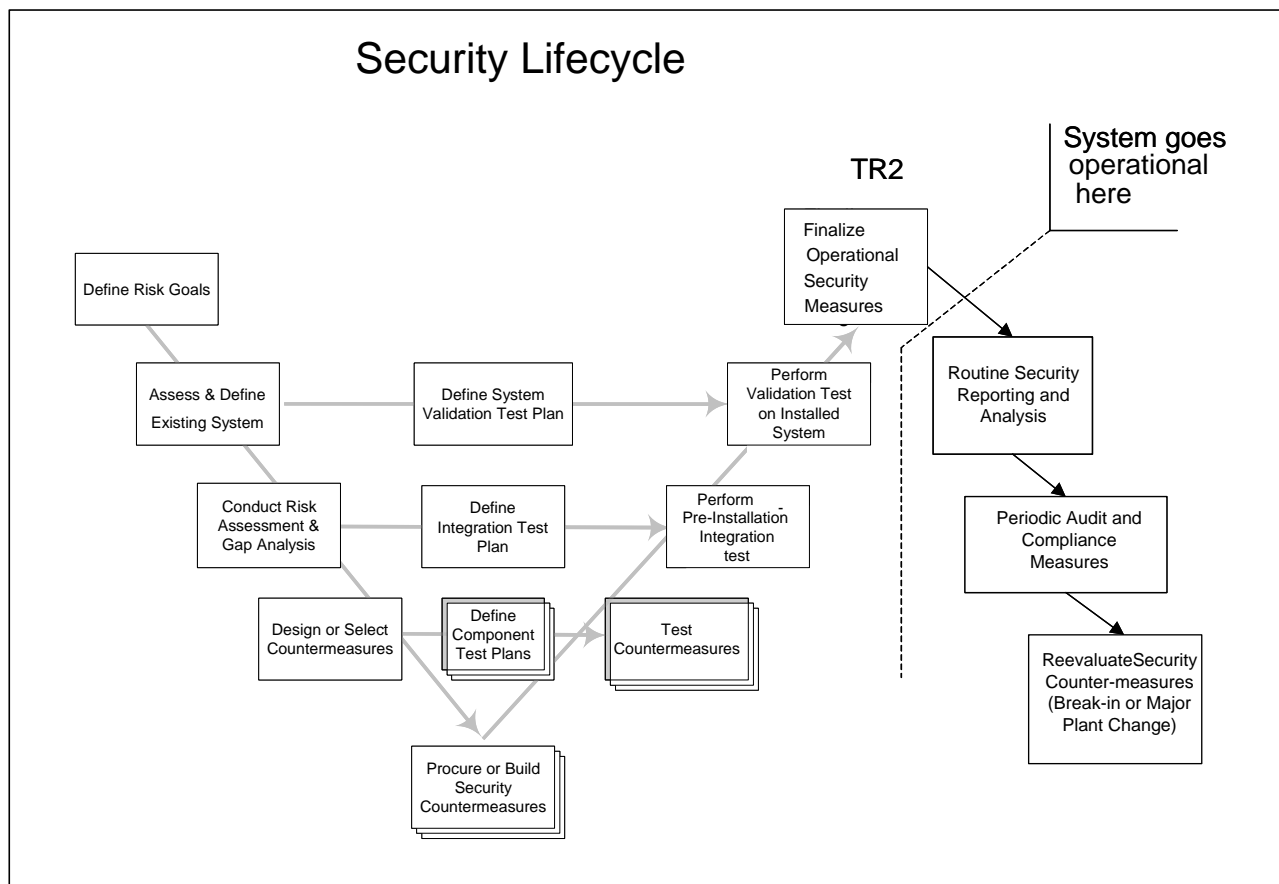 Security Lifecycle
System goes
operational
here
TR2
Finalize
Operational
Security
Measures
Define Risk Goals
Assess & Define
Existing System
Define System
Validation Test Plan
Perform
Validation Test
on Installed
System
Routine Security
Reporting and
Analysis
Conduct Risk
Assessment &
Gap Analysis
Define
Integration Test
Plan
Perform
Pre-Installation
Integration
test
Periodic Audit and
Compliance
Measures
Design or Select
Countermeasures
Define
Component
Test Plans
Test
Countermeasures
ReevaluateSecurity
Counter-measures
(Break-in or Major
Plant Change)
Procure or Build
Security
Countermeasures